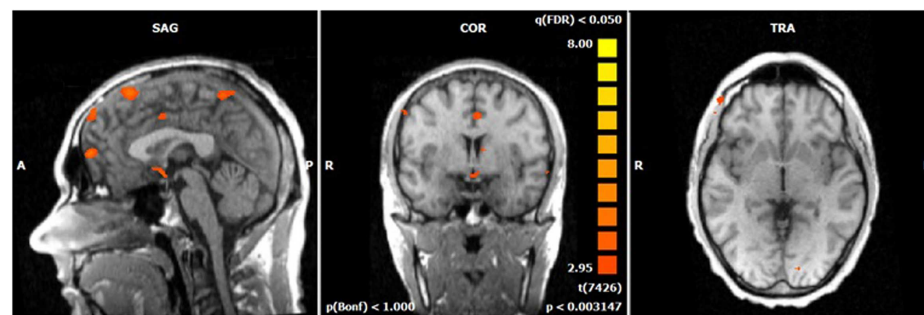 SAG
A
P
COR
q(FDR) < 0.050
8.00
R
2.95
t(7426)
p(Bonf) < 1.000
p < 0.003147
TRA
R